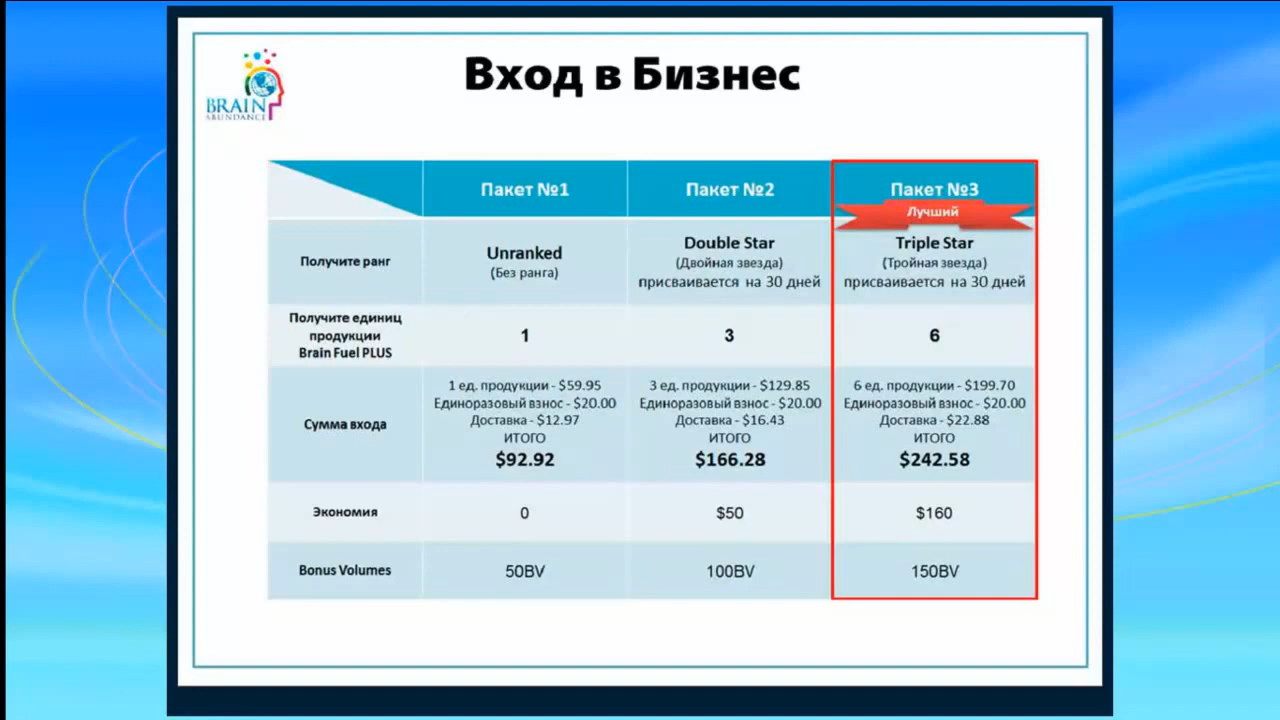 BRAIN
ABUNDANCE
Вход в Бизнес
Пакет №1
Пакет №2
Пакет №3
Лучший
Получите ранг
Unranked
(Без ранга)
Double Star
(Двойная звезда)
присваивается на 30 дней
Triple Star
(Тройная звезда)
присваивается на 30 дней
Получите единиц
продукции
Brain Fuel PLUS
1
3
6
Сумма входа
1 ед. продукции - $59.95
Единоразовый взнос - $20.00
Доставка - $12.97
ИТОГО
$92.92
3 ед. продукции - $129.85
Единоразовый взнос - $20.00
Доставка - $16.43
ИТОГО
$166.28
6 ед. продукции - $199.70
Единоразовый взнос - $20.00
Доставка - $22.88
ИТОГО
$242.58
Экономия
0
$50
$160
Bonus Volumes
50BV
100BV
150BV